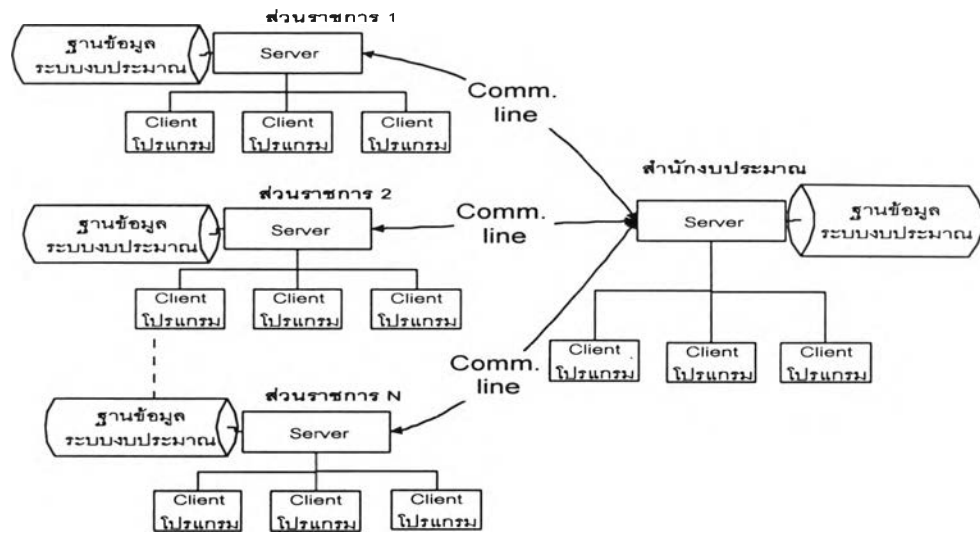 ส่วนราชการ 1
ฐานข้อมูล
ระบบงบประมาณ
Server
Client
โปรแกรม
Client
โปรแกรม
Client
โปรแกรม
Comm.
line
ส่วนราชการ 2
ฐานข้อมูล
ระบบงบประมาณ
Server
Client
โปรแกรม
Client
โปรแกรม
Client
โปรแกรม
Comm.
line
สำนักงบประมาณ
Server
ฐานข้อมูล
ระบบงบประมาณ
Client
โปรแกรม
Client
โปรแกรม
Client
โปรแกรม
Comm.
line
ส่วนราชการ N
ฐานข้อมูล
ระบบงบประมาณ
Server
Client
โปรแกรม
Client
โปรแกรม
Client
โปรแกรม